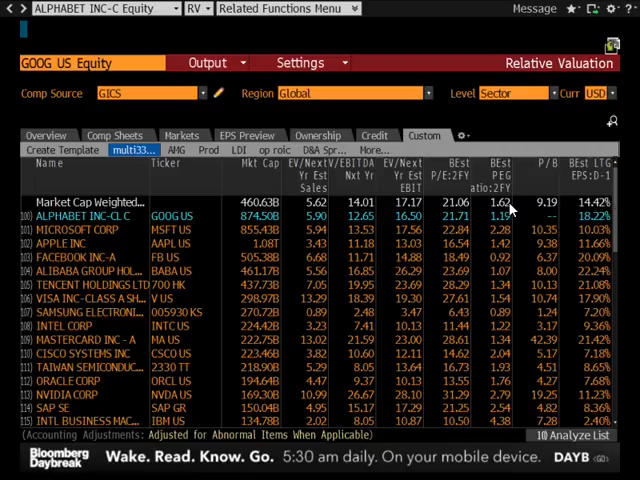 ALPHABET INC-C Equity RV Related Functions Menu Message ?
GOOG US Equity Output Settings Relative Valuation
Comp Source GICS Region Global Level Sector Curr USD
Overview Comp Sheets Markets EPS Preview Ownership Credit Custom
Create Template multi33... AMG Prod LDI op roic D&A Spr... More...
Name Ticker Mkt Cap EV/Next V/EBITDA EV/Next BEst BEst P/B BEst LTG
Yr Est Nxt Yr Yr Est P/E:2FY PEG EPS:D-1
Sales EBIT atio:2FY
Market Cap Weighted... 460.63B 5.62 14.01 17.17 21.06 1.62 9.19 14.42%
100) ALPHABET INC-CL C GOOG US 874.50B 5.90 12.65 16.50 21.71 1.19 -- 18.22%
101) MICROSOFT CORP MSFT US 855.43B 5.94 13.53 17.56 22.84 2.28 10.35 10.03%
102) APPLE INC AAPL US 1.08T 3.43 11.18 13.03 16.54 1.42 9.38 11.66%
103) FACEBOOK INC-A FB US 505.38B 6.68 11.71 14.88 18.49 0.92 6.37 20.09%
104) ALIBABA GROUP HOL... BABA US 461.17B 5.56 16.85 26.29 23.69 1.07 8.00 22.24%
105) TENCENT HOLDINGS LTD 700 HK 437.73B 7.05 19.95 23.69 28.21 1.34 10.13 21.08%
106) VISA INC-CLASS A SH... V US 298.97B 13.29 18.39 19.30 27.61 1.54 10.74 17.90%
107) SAMSUNG ELECTRONI... 005930 KS 270.72B 0.89 2.48 3.47 6.43 0.89 1.24 7.20%
108) INTEL CORP INTC US 224.42B 3.23 7.41 10.13 11.44 1.22 3.17 9.36%
109) MASTERCARD INC - A MA US 222.75B 13.02 21.59 23.00 28.61 1.34 42.39 21.42%
110) CISCO SYSTEMS INC CSCO US 223.46B 3.82 10.60 12.11 14.62 2.04 5.17 7.18%
111) TAIWAN SEMICONDUC... 2330 TT 218.90B 5.29 8.05 13.64 16.73 1.93 4.51 8.65%
112) ORACLE CORP ORCL US 194.64B 4.47 9.37 10.13 13.55 1.76 4.27 7.68%
113) NVIDIA CORP NVDA US 169.30B 10.99 26.67 28.10 31.29 2.79 19.25 11.23%
114) SAP SE SAP GR 150.04B 4.95 15.17 17.29 21.25 2.54 4.82 8.36%
115) INTL BUSINESS MAC... IBM US 134.78B 2.02 8.05 10.87 10.50 4.38 7.28 2.40%
(Accounting Adjustments: Adjusted for Abnormal Items When Applicable) 10) Analyze List
Bloomberg Daybreak Wake. Read. Know. Go. 5:30 am daily. On your mobile device. DAYB <GO>